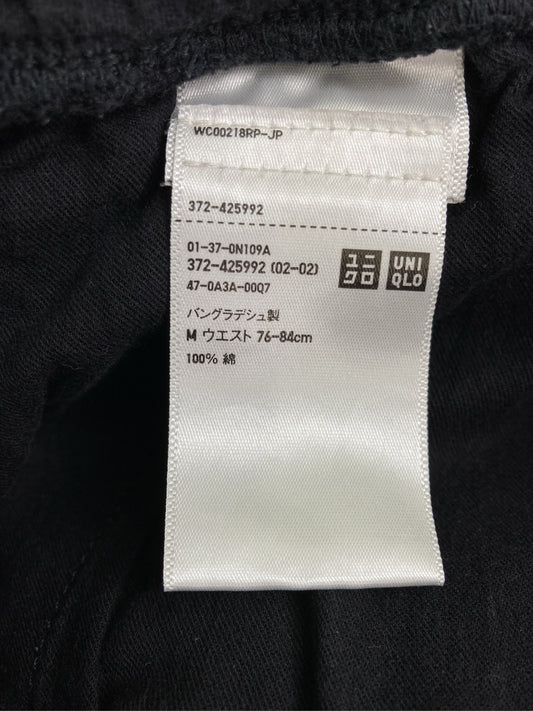 WC00218RP-JP
372-425992
01-37-0N109A
372-425992 (02-02)
47-0A3A-00Q7
ユニクロ UNIQLO
バングラデシュ製
M ウエスト 76-84cm
100% 綿